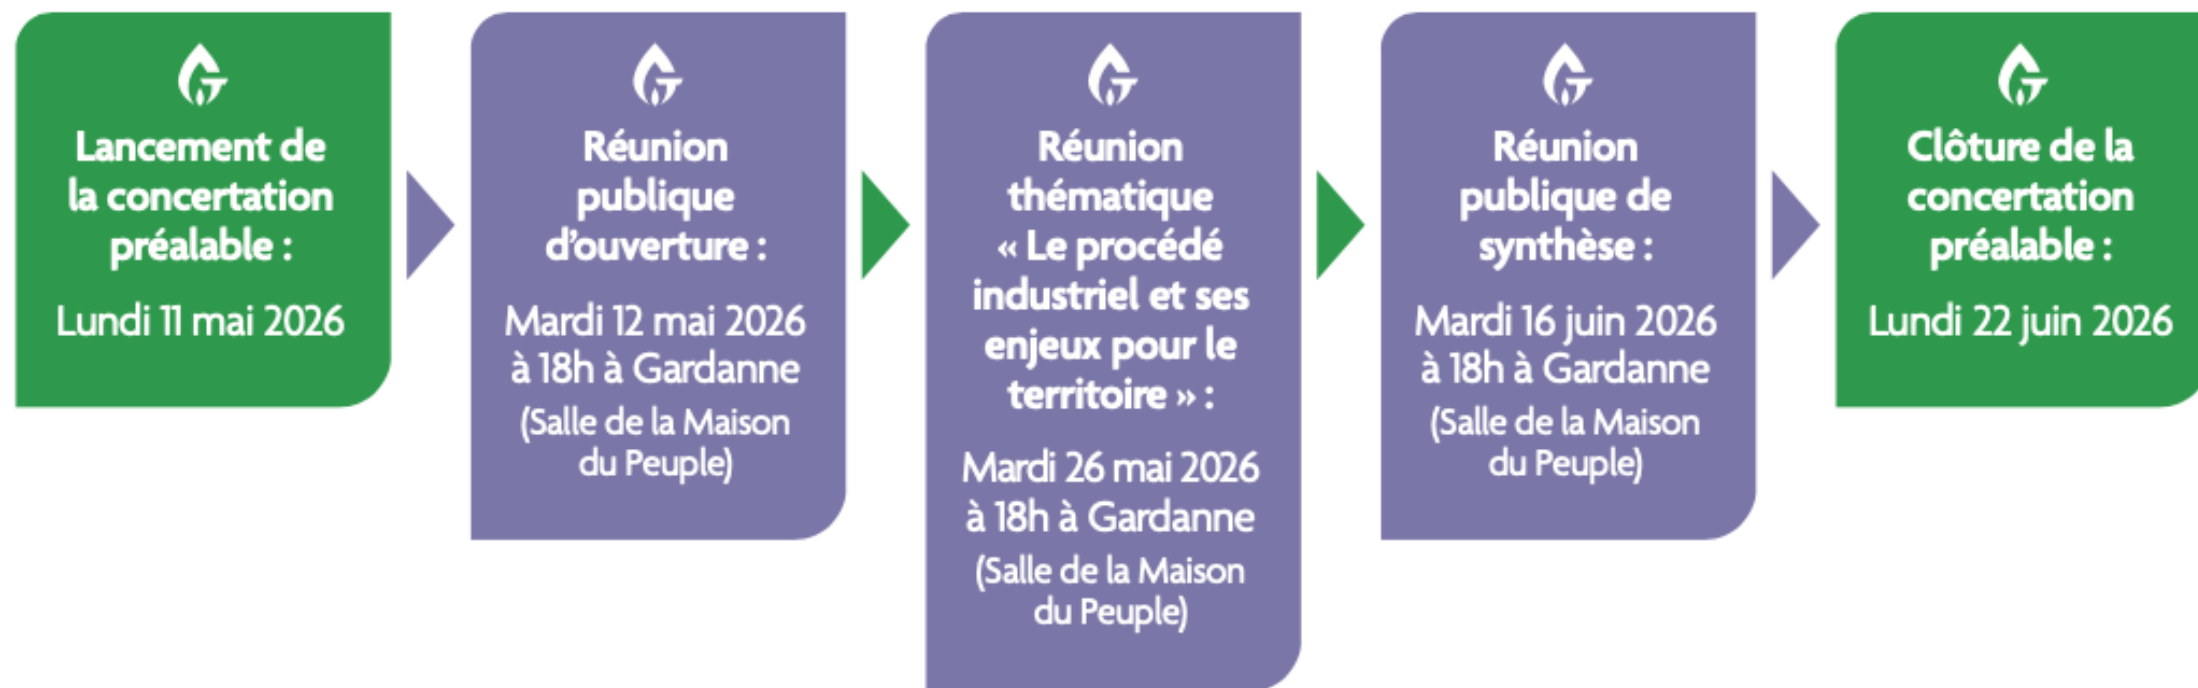 Lancement de
la concertation
préalable :
Lundi 11 mai 2026
Réunion
publique
d’ouverture :
Mardi 12 mai 2026
à 18h à Gardanne
(Salle de la Maison
du Peuple)
Réunion
thématique
« Le procédé
industriel et ses
enjeux pour le
territoire » :
Mardi 26 mai 2026
à 18h à Gardanne
(Salle de la Maison
du Peuple)
Réunion
publique de
synthèse :
Mardi 16 juin 2026
à 18h à Gardanne
(Salle de la Maison
du Peuple)
Clôture de la
concertation
préalable :
Lundi 22 juin 2026